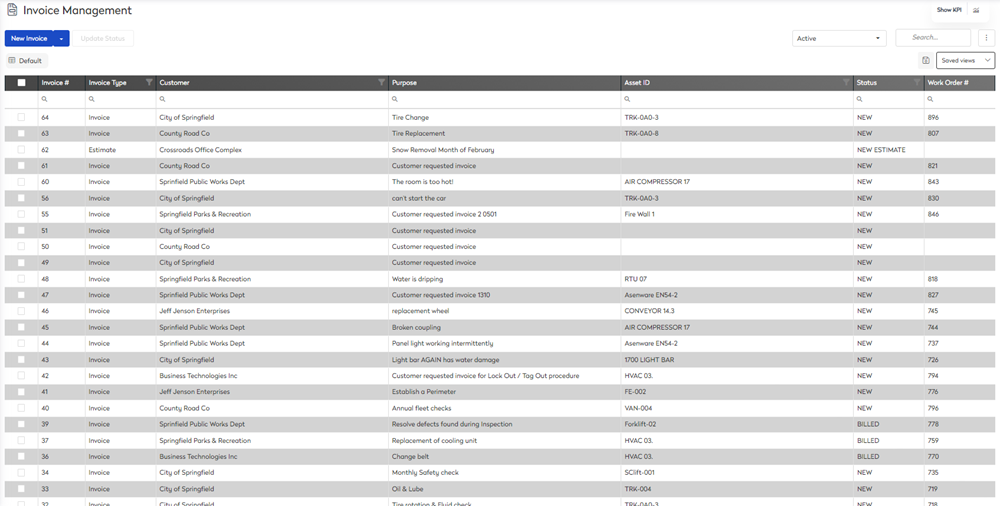 Invoice Management
Show KPI
New Invoice Update Status Active Search...
Default Saved views
Invoice # Invoice Type Customer Purpose Asset ID Status Work Order #
64 Invoice City of Springfield Tire Change TRK-0A0-3 NEW 896
63 Invoice County Road Co Tire Replacement TRK-0A0-8 NEW 807
62 Estimate Crossroads Office Complex Snow Removal Month of February NEW ESTIMATE
61 Invoice County Road Co Customer requested invoice NEW 821
60 Invoice Sprinfield Public Works Dept The room is too hot! AIR COMPRESSOR 17 NEW 843
56 Invoice City of Springfield can't start the car TRK-0A0-3 NEW 830
55 Invoice Springfield Parks & Recreation Customer requested invoice 2 0501 Fire Wall 1 NEW 846
51 Invoice City of Springfield Customer requested invoice NEW
50 Invoice County Road Co Customer requested invoice NEW
49 Invoice City of Springfield Customer requested invoice NEW
48 Invoice Springfield Parks & Recreation Water is dripping RTU 07 NEW 818
47 Invoice Sprinfield Public Works Dept Customer requested invoice 1310 Asenware EN54-2 NEW 827
46 Invoice Jeff Jenson Enterprises replacement wheel CONVEYOR 14.3 NEW 745
45 Invoice Sprinfield Public Works Dept Broken coupling AIR COMPRESSOR 17 NEW 744
44 Invoice Sprinfield Public Works Dept Panel light working intermittently Asenware EN54-2 NEW 737
43 Invoice City of Springfield Light bar AGAIN has water damage 1700 LIGHT BAR NEW 726
42 Invoice Business Technologies Inc Customer requested invoice for Lock Out / Tag Out procedure HVAC 03. NEW 794
41 Invoice Jeff Jenson Enterprises Establish a Perimeter FE-002 NEW 776
40 Invoice County Road Co Annual fleet checks VAN-004 NEW 796
39 Invoice Sprinfield Public Works Dept Resolve defects found during Inspection Forklift-02 BILLED 778
37 Invoice Springfield Parks & Recreation Replacement of cooling unit HVAC 03. BILLED 759
36 Invoice Business Technologies Inc Change belt HVAC 03. BILLED 770
34 Invoice City of Springfield Monthly Safety check SClift-001 NEW 735
33 Invoice City of Springfield Oil & Lube TRK-004 NEW 719
32 Invoice City of Springfield Tire rotation & Fluid check TRK-0A0-3 NEW 718